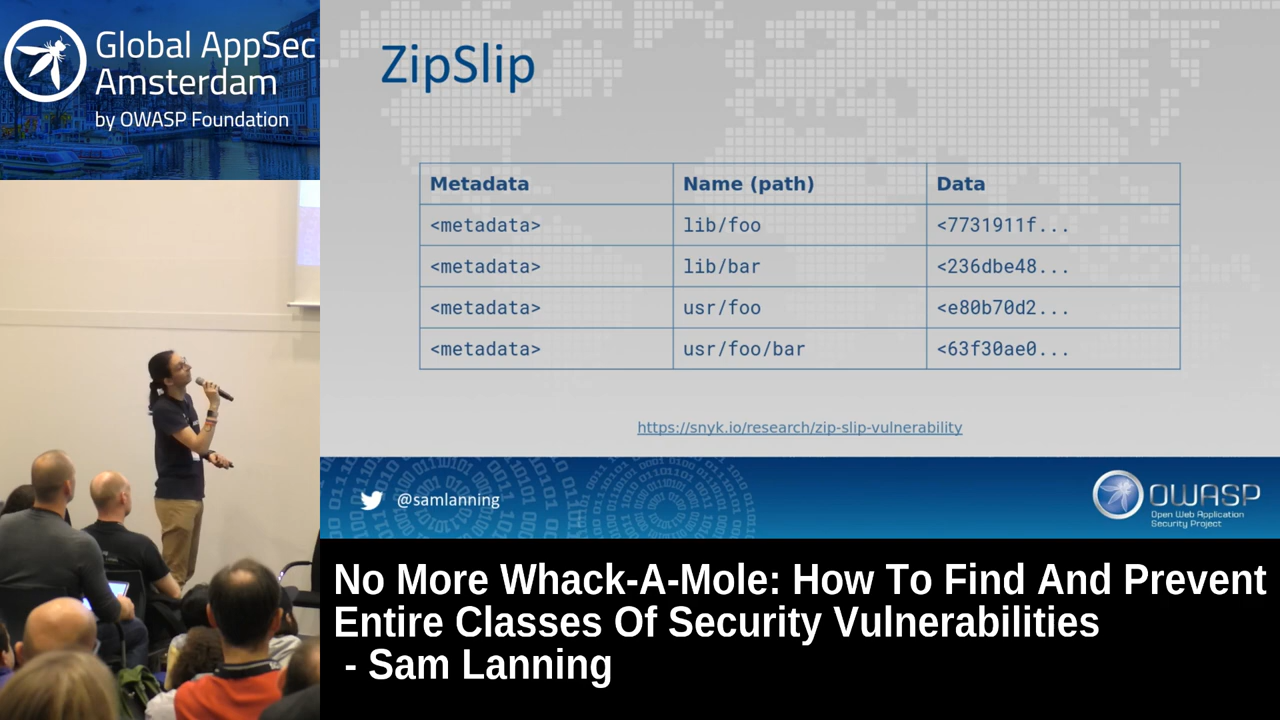 Global AppSec
Amsterdam
by OWASP Foundation
ZipSlip
Metadata Name (path) Data
<metadata> lib/foo <7731911f...
<metadata> lib/bar <236dbe48...
<metadata> usr/foo <e80b70d2...
<metadata> usr/foo/bar <63f30ae0...
https://snyk.io/research/zip-slip-vulnerability
@samlanning
OWASP
Open Web Application
Security Project
No More Whack-A-Mole: How To Find And Prevent
Entire Classes Of Security Vulnerabilities
- Sam Lanning